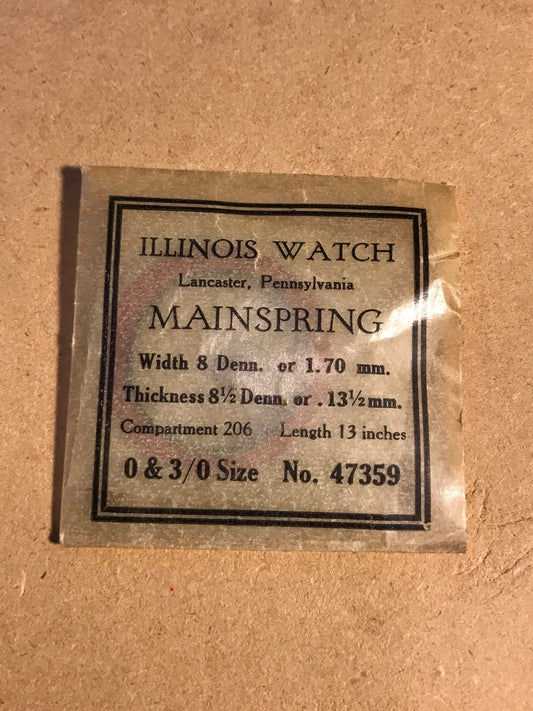 ILLINOIS WATCH
Lancaster, Pennsylvania
MAINSPRING
Width 8 Denn. or 1.70 mm.
Thickness 8½ Denn. or .13½ mm.
Compartment 206 Length 13 inches
0 & 3/0 Size No. 47359